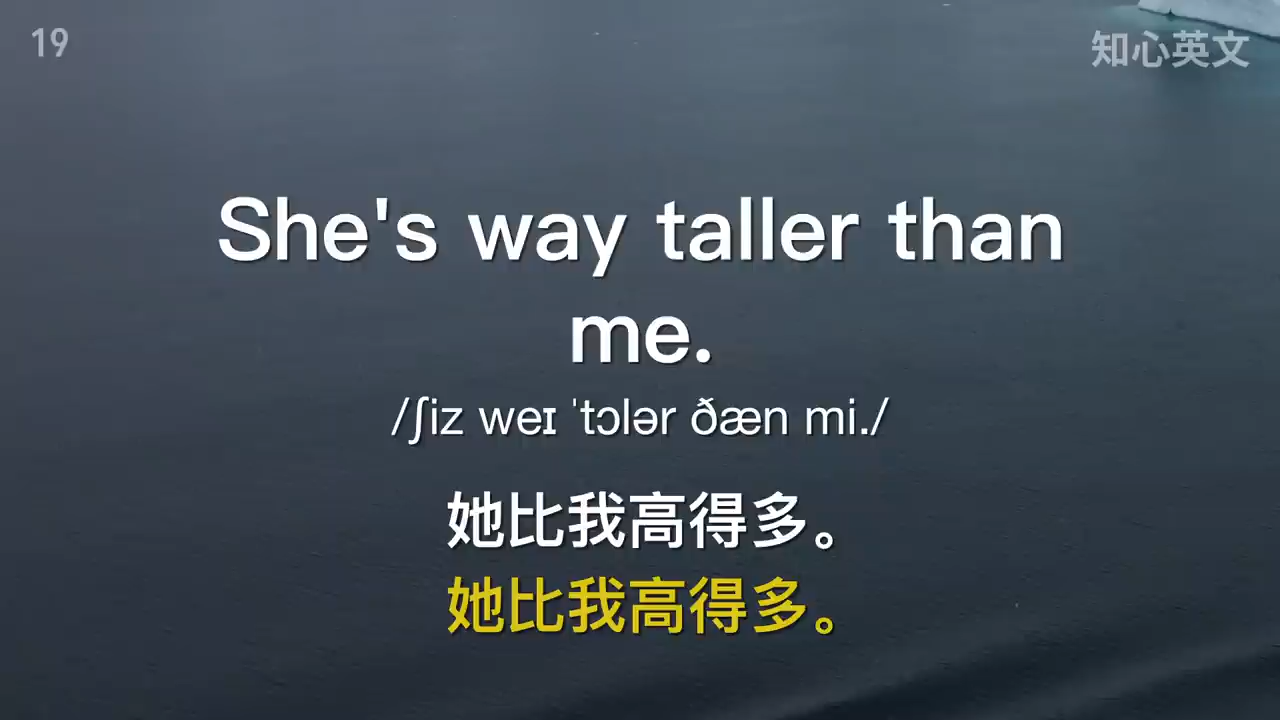 19
知心英文
She's way taller than
me.
/ʃiz weɪ ˈtɔlər ðæn mi./
她比我高得多。
她比我高得多。